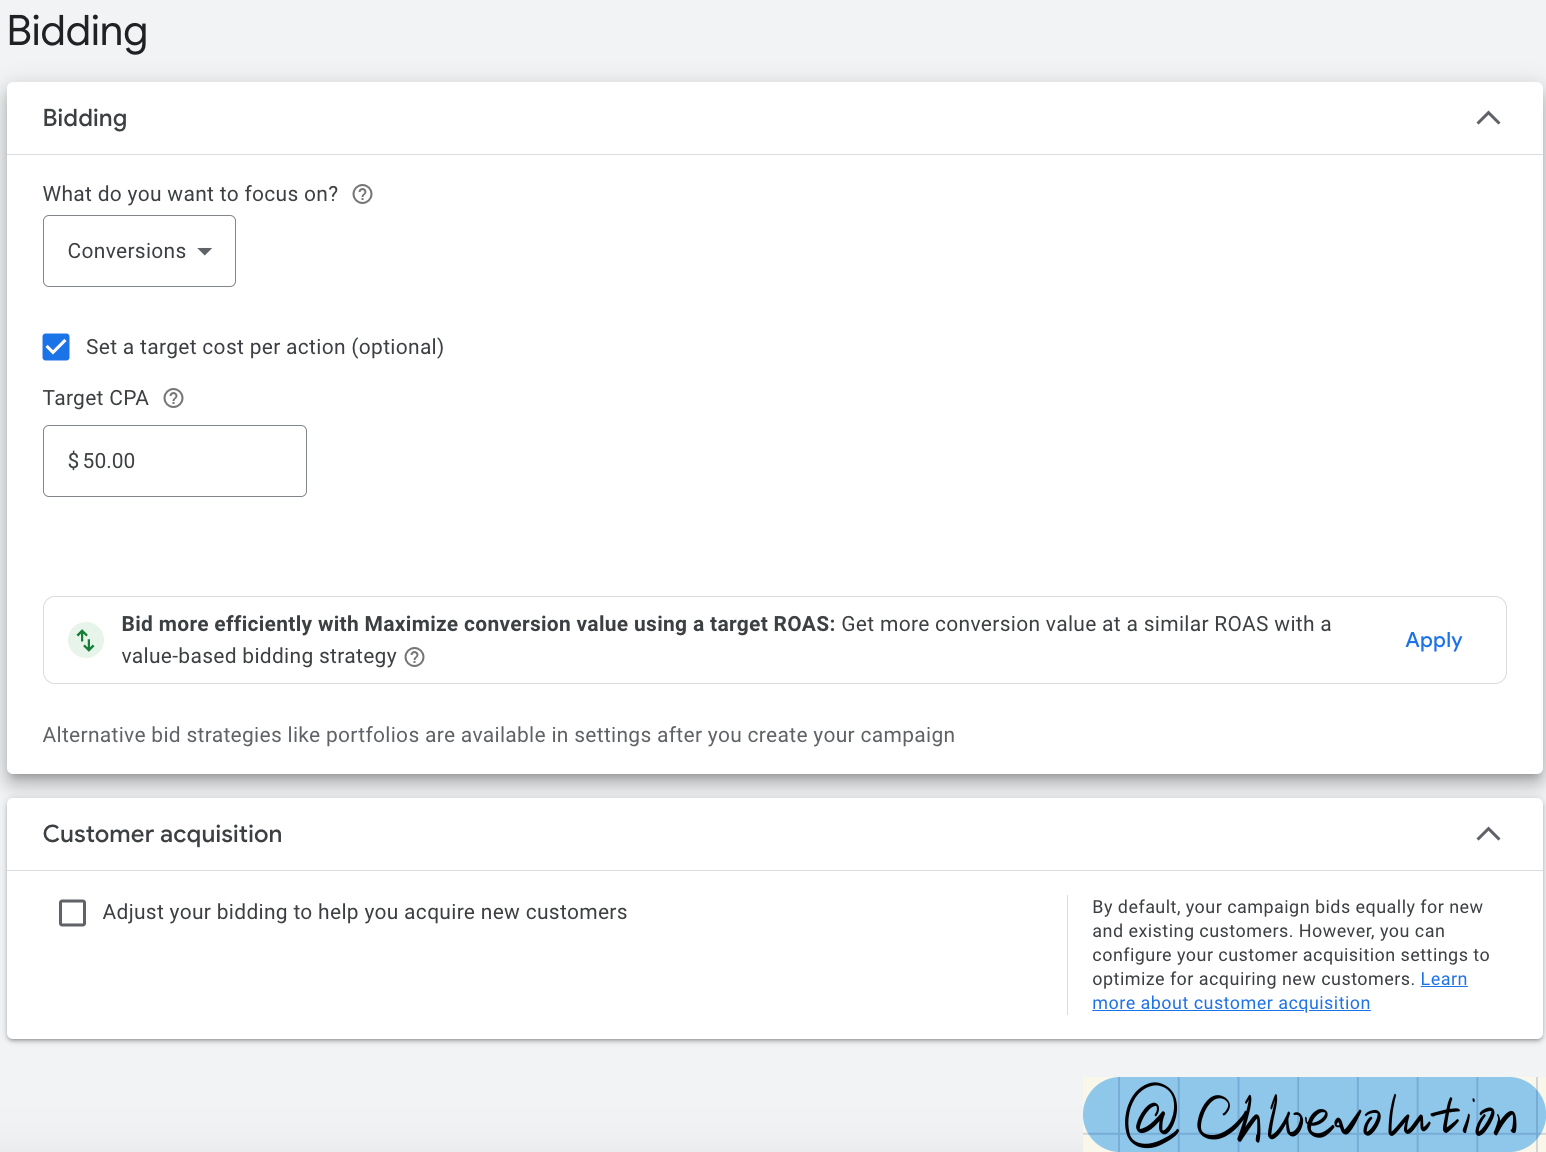 Bidding
Bidding
What do you want to focus on?
Conversions
Set a target cost per action (optional)
Target CPA
$ 50.00
Bid more efficiently with Maximize conversion value using a target ROAS: Get more conversion value at a similar ROAS with a
value-based bidding strategy
Apply
Alternative bid strategies like portfolios are available in settings after you create your campaign
Customer acquisition
Adjust your bidding to help you acquire new customers
By default, your campaign bids equally for new
and existing customers. However, you can
configure your customer acquisition settings to
optimize for acquiring new customers. Learn
more about customer acquisition
@Chloevolution